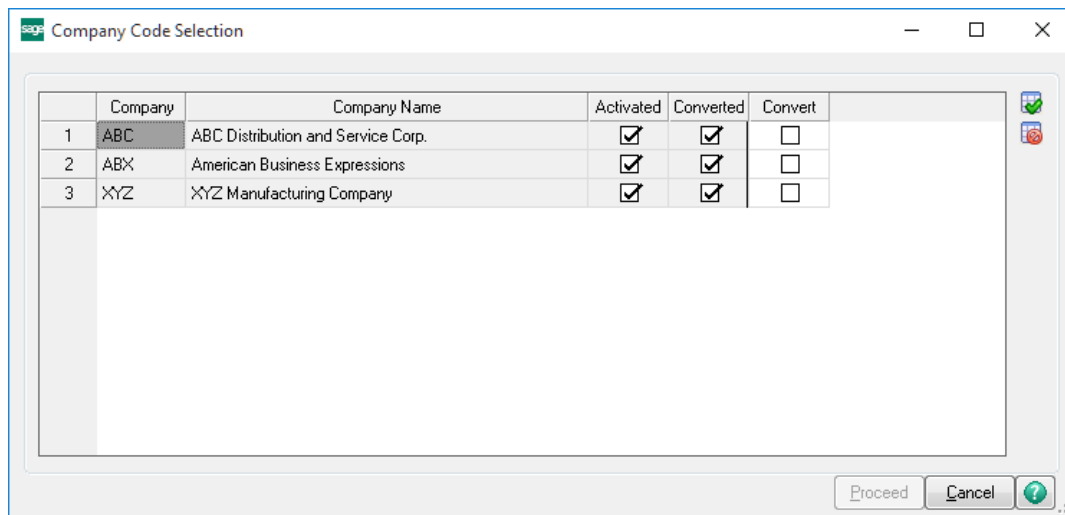 sage Company Code Selection
Company Company Name Activated Converted Convert
1 ABC ABC Distribution and Service Corp.
2 ABX American Business Expressions
3 XYZ XYZ Manufacturing Company
Proceed Cancel ?